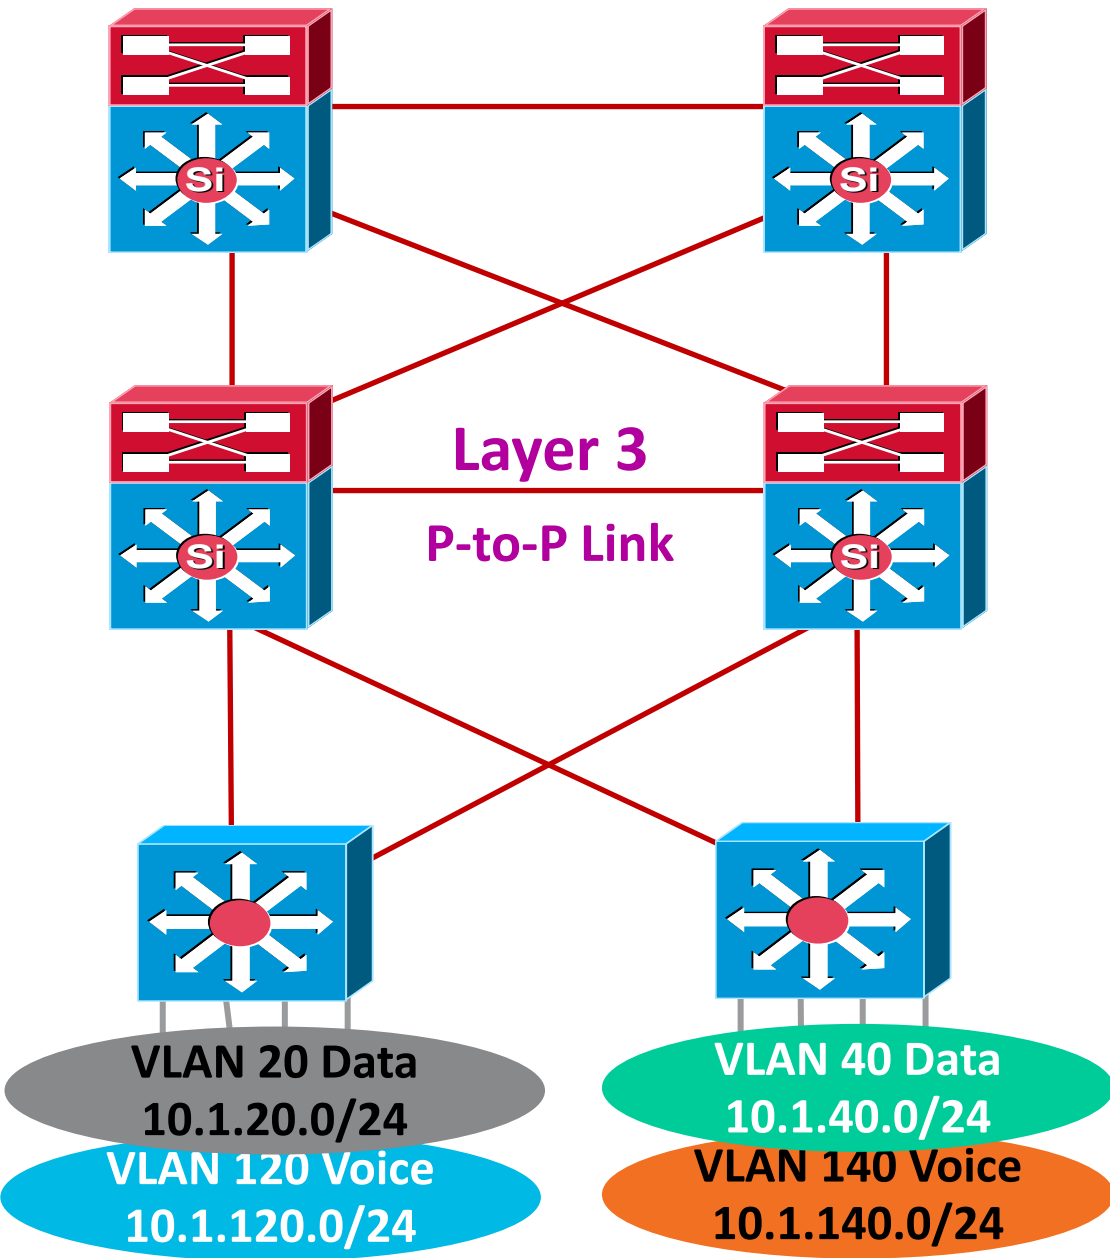 Si
Si
Layer 3
P-to-P Link
Si
Si
VLAN 20 Data
10.1.20.0/24
VLAN 120 Voice
10.1.120.0/24
VLAN 40 Data
10.1.40.0/24
VLAN 140 Voice
10.1.140.0/24